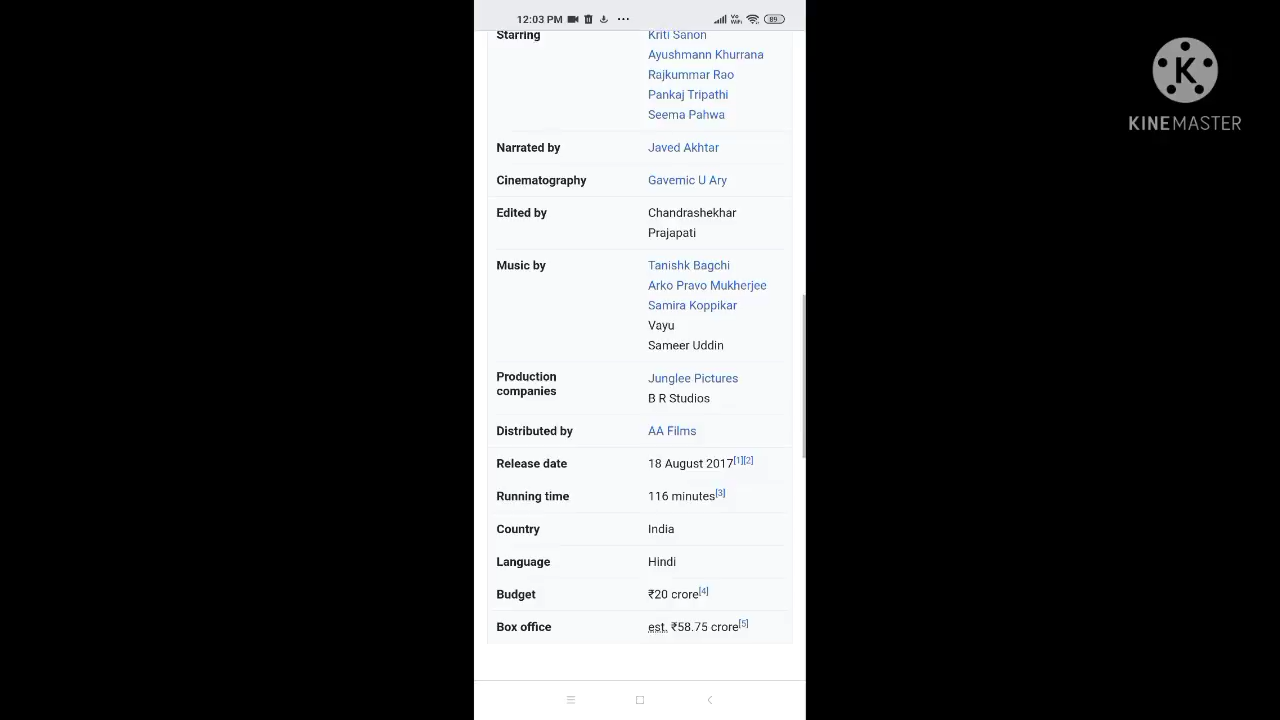 12:03 PM ... Vo WiFi 89
Starring Kriti Sanon
Ayushmann Khurrana
Rajkummar Rao
Pankaj Tripathi
Seema Pahwa
Narrated by Javed Akhtar
Cinematography Gavemic U Ary
Edited by Chandrashekhar
Prajapati
Music by Tanishk Bagchi
Arko Pravo Mukherjee
Samira Koppikar
Vayu
Sameer Uddin
Production
companies
Junglee Pictures
B R Studios
Distributed by AA Films
Release date 18 August 2017[1][2]
Running time 116 minutes[3]
Country India
Language Hindi
Budget ₹20 crore[4]
Box office est. ₹58.75 crore[5]
K
KINEMASTER